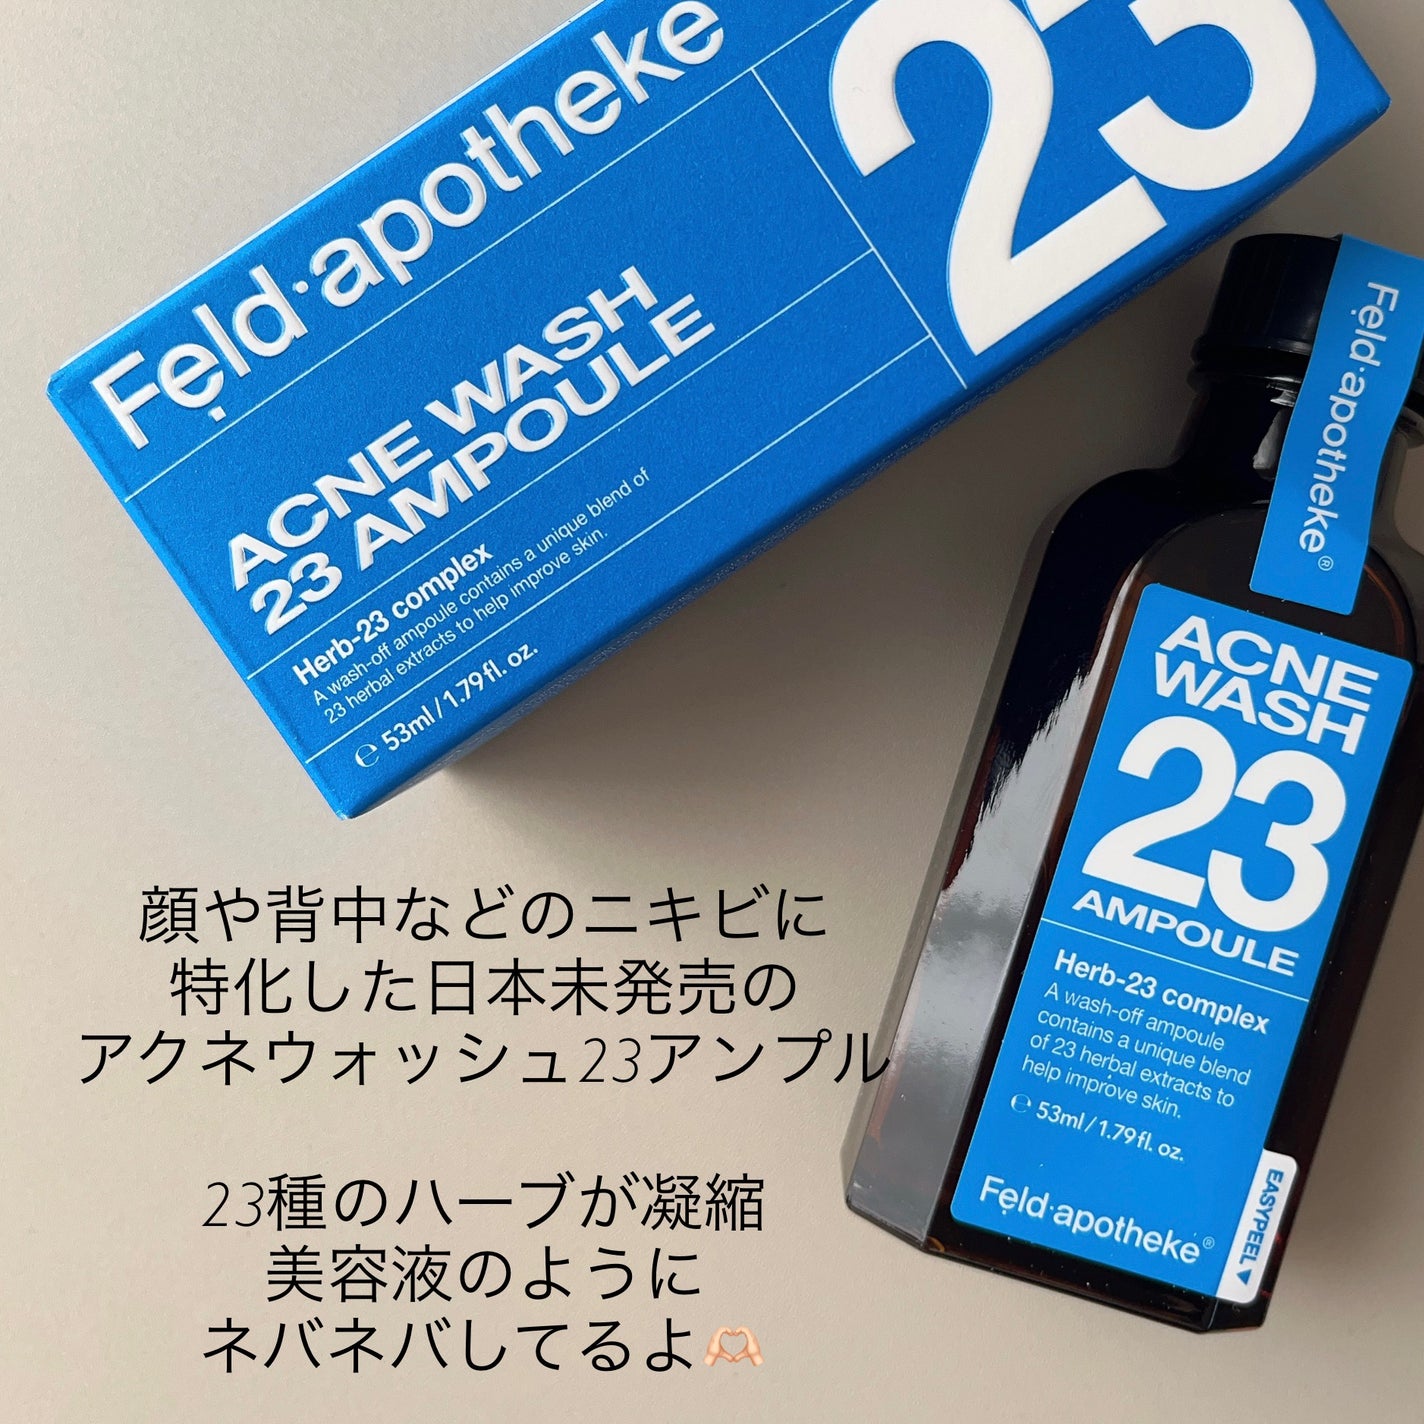 Feld·apotheke
23
ACNE WASH
23 AMPOULE
Herb-23 complex
A wash-off ampoule contains a unique blend of
23 herbal extracts to help improve skin.
℮ 53ml / 1.79 fl. oz.
Feld·apotheke®
ACNE
WASH
23
AMPOULE
Herb-23 complex
A wash-off ampoule
contains a unique blend
of 23 herbal extracts to
help improve skin.
℮ 53ml / 1.79 fl. oz.
Feld·apotheke®
EASYPEEL▼
顔や背中などのニキビに
特化した日本未発売の
アクネウォッシュ23アンプル
23種のハーブが凝縮
美容液のように
ネバネバしてるよ🫶🏻